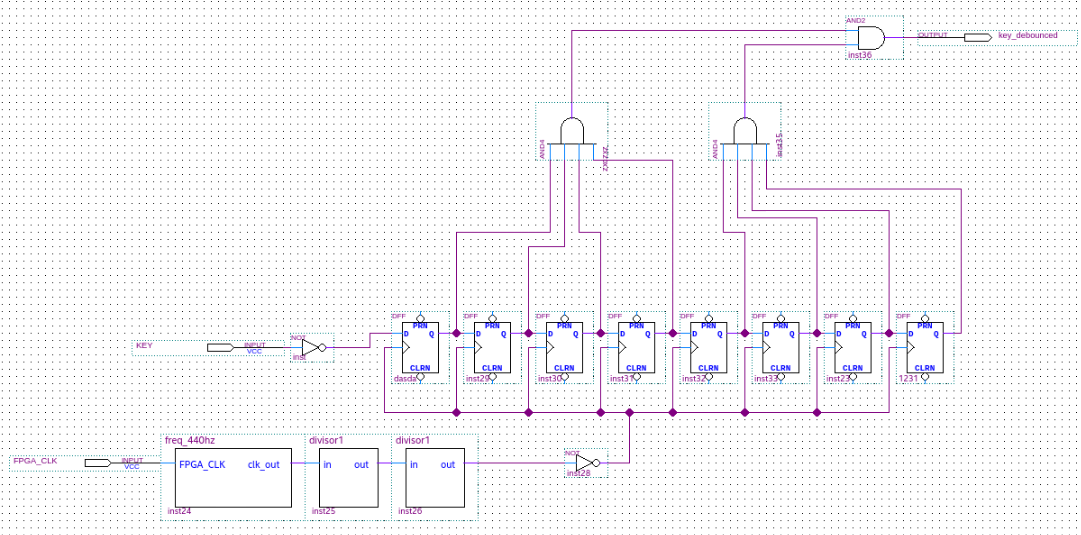 AND2
OUTPUT key_debounced
inst36
AND4
AND4
inst35
DFF DFF DFF DFF DFF DFF DFF DFF
PRN PRN PRN PRN PRN PRN PRN PRN
D Q D Q D Q D Q D Q D Q D Q D Q
NOT
KEY INPUT
VCC
inst
CLRN CLRN CLRN CLRN CLRN CLRN CLRN CLRN
dasda inst29 inst30 inst31 inst32 inst33 inst23 1231
freq_440hz divisor1 divisor1
NOT
FPGA_CLK INPUT
VCC
FPGA_CLK clk_out in out in out
inst28
inst24 inst25 inst26